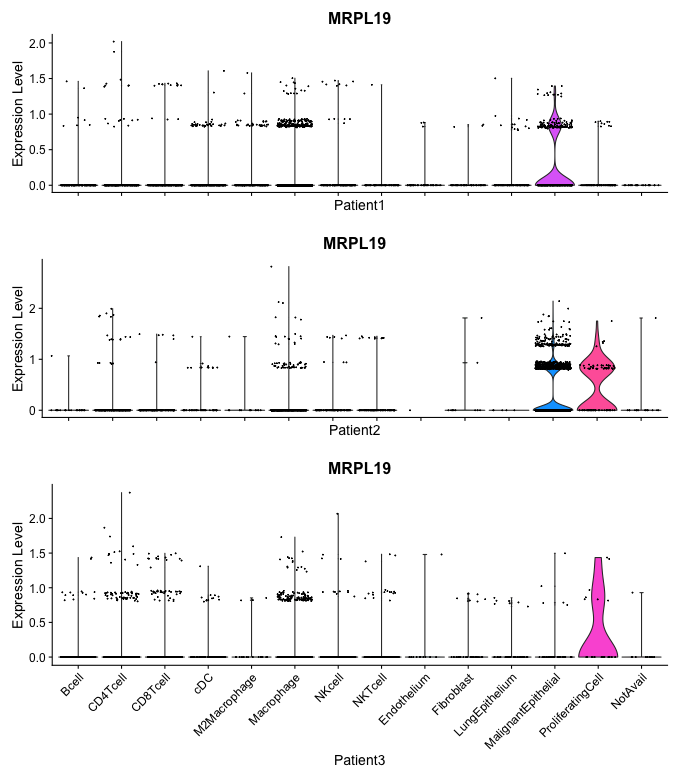 MRPL19
Expression Level
2.0
1.5
1.0
0.5
0.0
Patient1
MRPL19
Expression Level
2
1
0
Patient2
MRPL19
Expression Level
2.0
1.5
1.0
0.5
0.0
Bcell
CD4Tcell
CD8Tcell
cDC
M2Macrophage
Macrophage
NKcell
NKTcell
Endothelium
Fibroblast
LungEpithelium
MalignantEpithelial
ProliferatingCell
NotAvail
Patient3